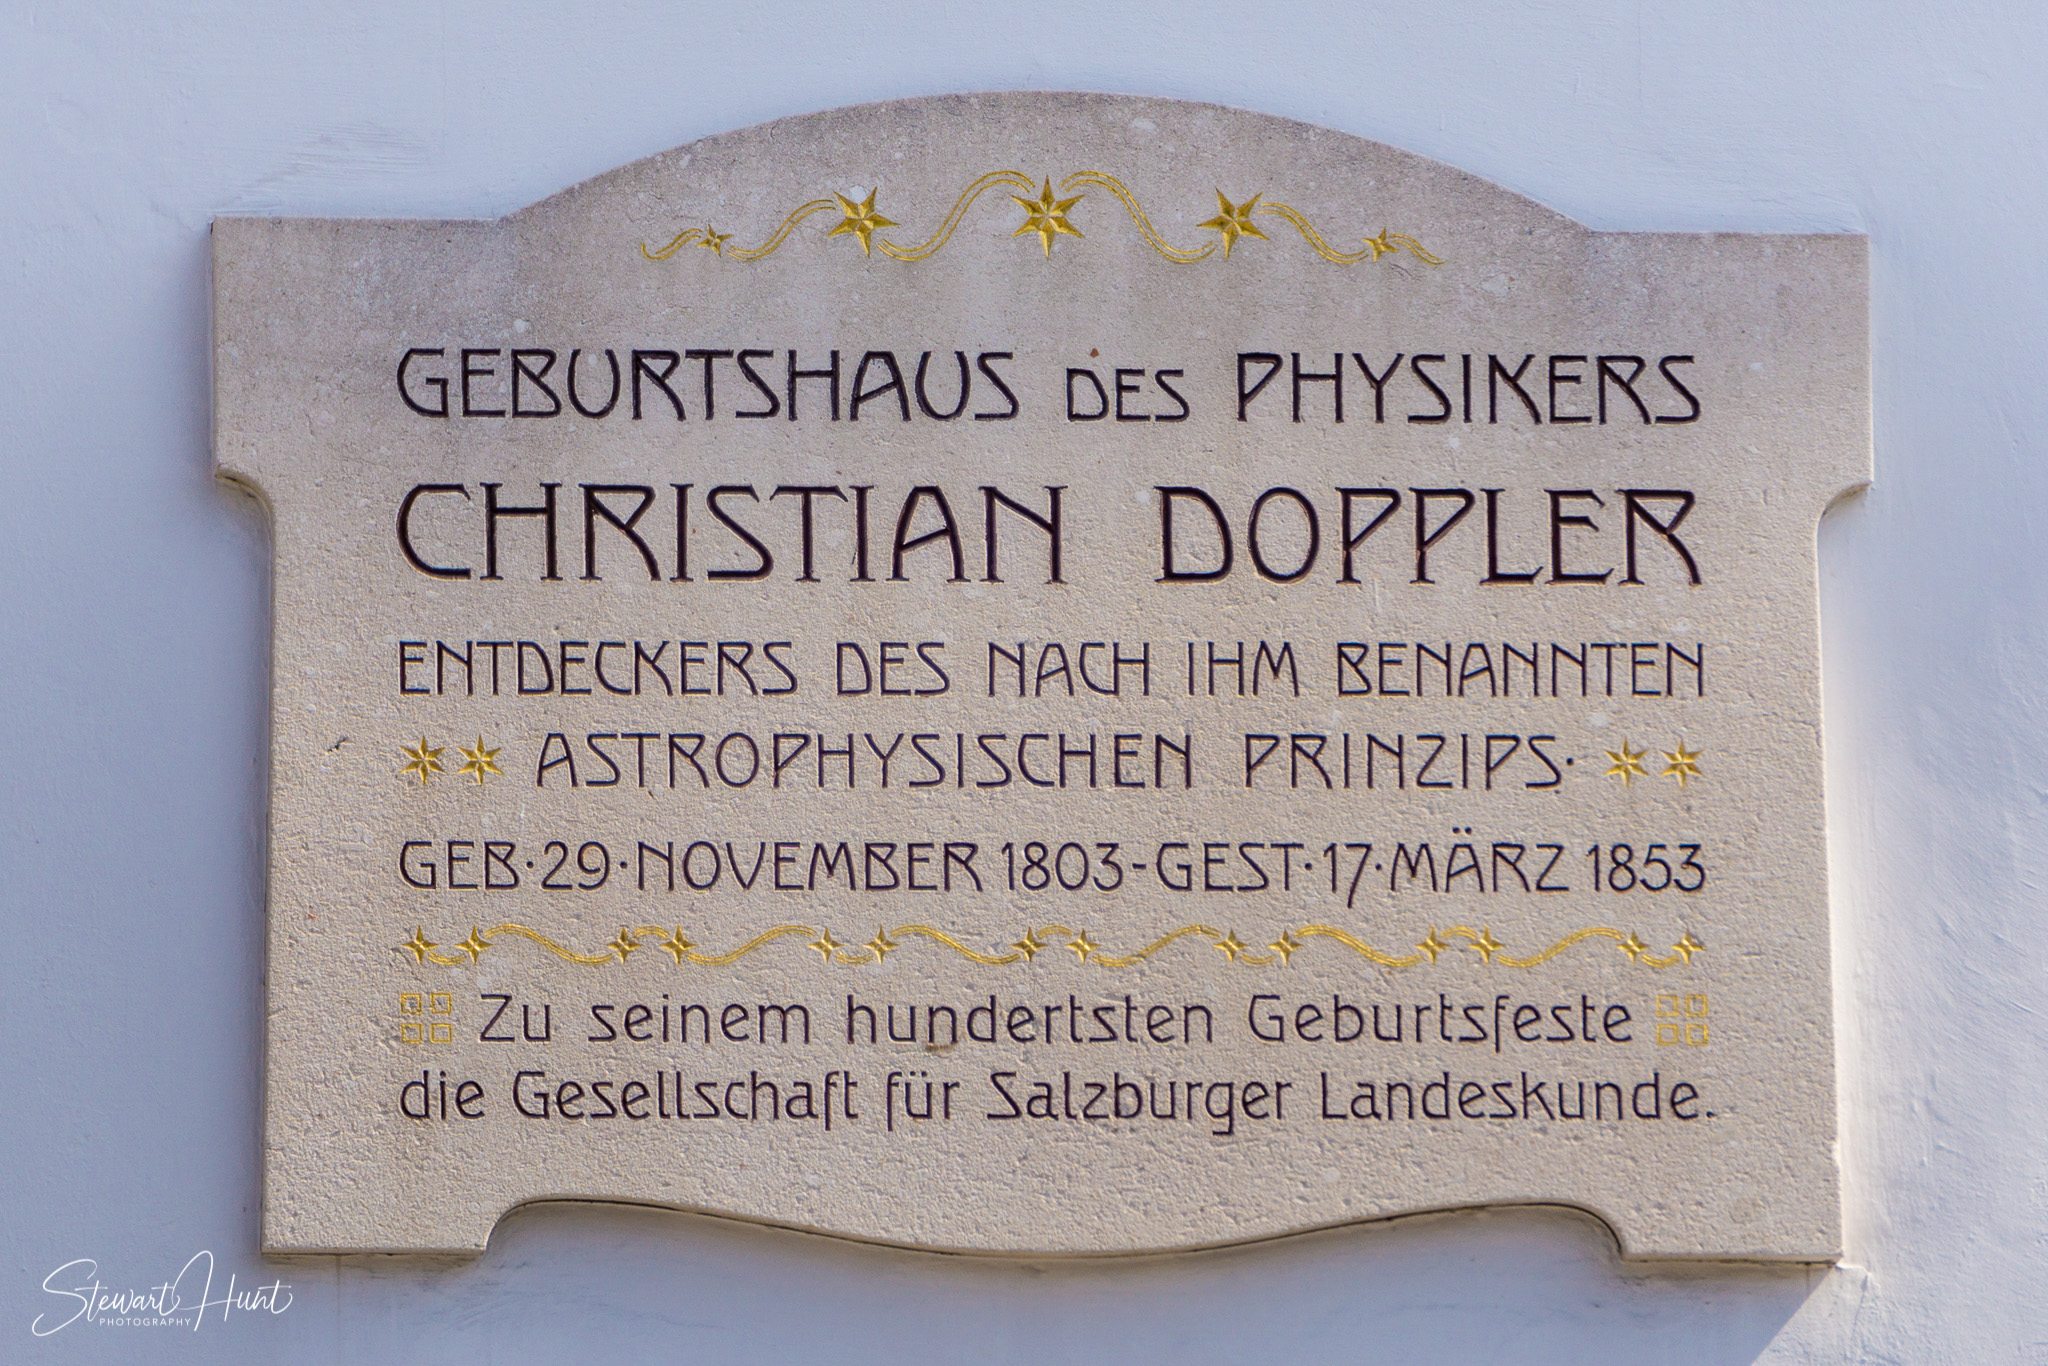 GEBURTSHAUS DES PHYSIKERS
CHRISTIAN DOPPLER
ENTDECKERS DES NACH IHM BENANNTEN
ASTROPHYSISCHEN PRINZIPS·
GEB·29·NOVEMBER 1803-GEST·17·MÄRZ 1853
Zu seinem hundertsten Geburtsfeste
die Gesellschaft für Salzburger Landeskunde.
Stewart Hunt
PHOTOGRAPHY